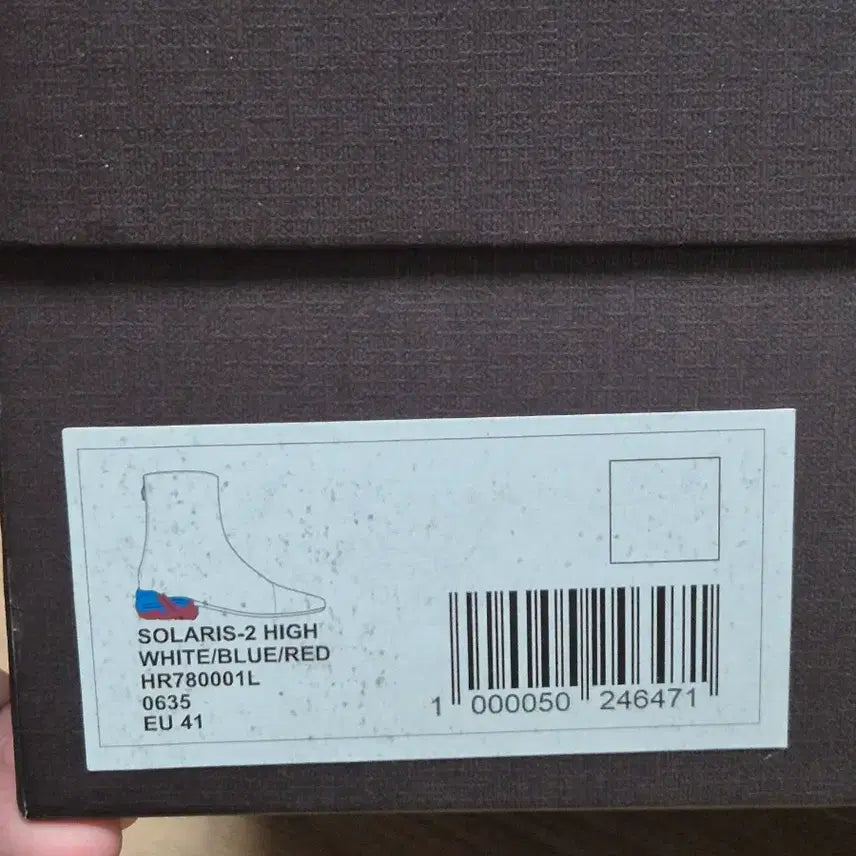 SOLARIS-2 HIGH
WHITE/BLUE/RED
HR780001L
0635
EU 41
1 000050 246471